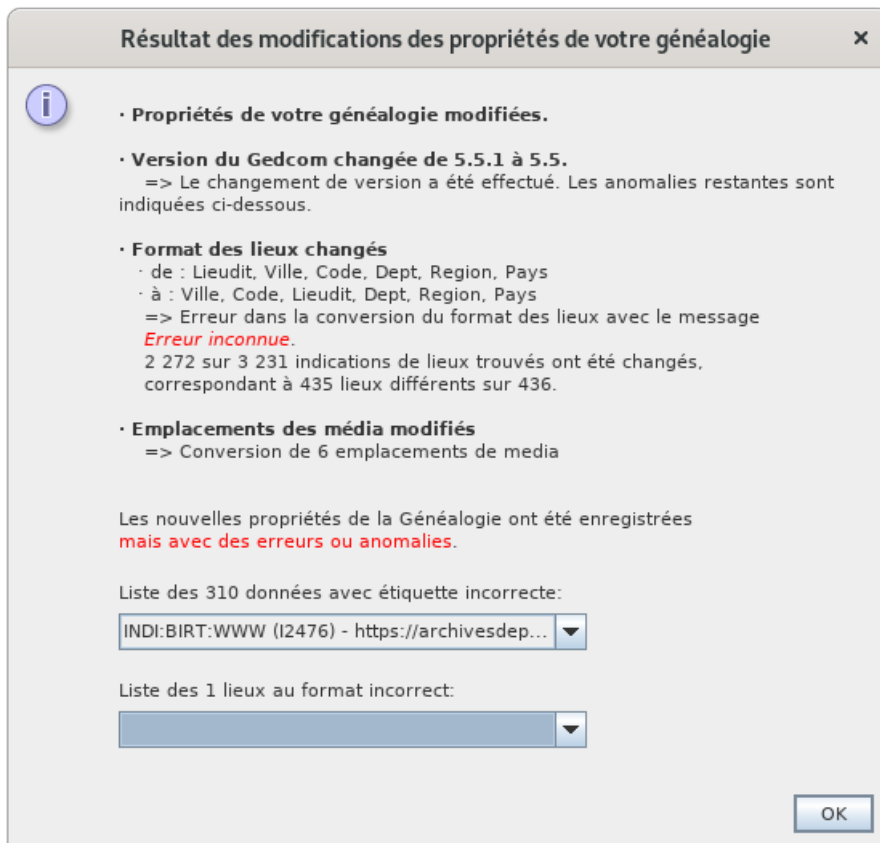 Résultat des modifications des propriétés de votre généalogie ×
i
· Propriétés de votre généalogie modifiées.
· Version du Gedcom changée de 5.5.1 à 5.5.
=> Le changement de version a été effectué. Les anomalies restantes sont
indiquées ci-dessous.
· Format des lieux changés
· de : Lieudit, Ville, Code, Dept, Region, Pays
· à : Ville, Code, Lieudit, Dept, Region, Pays
=> Erreur dans la conversion du format des lieux avec le message
Erreur inconnue.
2 272 sur 3 231 indications de lieux trouvés ont été changés,
correspondant à 435 lieux différents sur 436.
· Emplacements des média modifiés
=> Conversion de 6 emplacements de media
Les nouvelles propriétés de la Généalogie ont été enregistrées
mais avec des erreurs ou anomalies.
Liste des 310 données avec étiquette incorrecte:
INDI:BIRT:WWW (I2476) - https://archivesdep...
Liste des 1 lieux au format incorrect:
OK